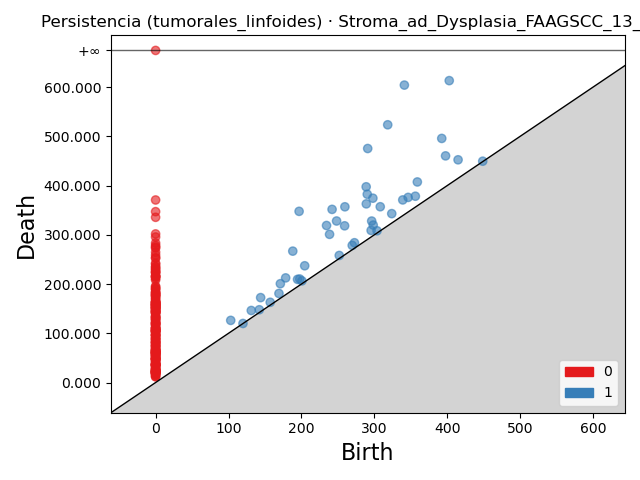 Persistencia (tumorales_linfoides) · Stroma_ad_Dysplasia_FAAGSCC_13_
+∞
600.000
500.000
400.000
300.000
200.000
100.000
0.000
Death
0
1
0 100 200 300 400 500 600
Birth